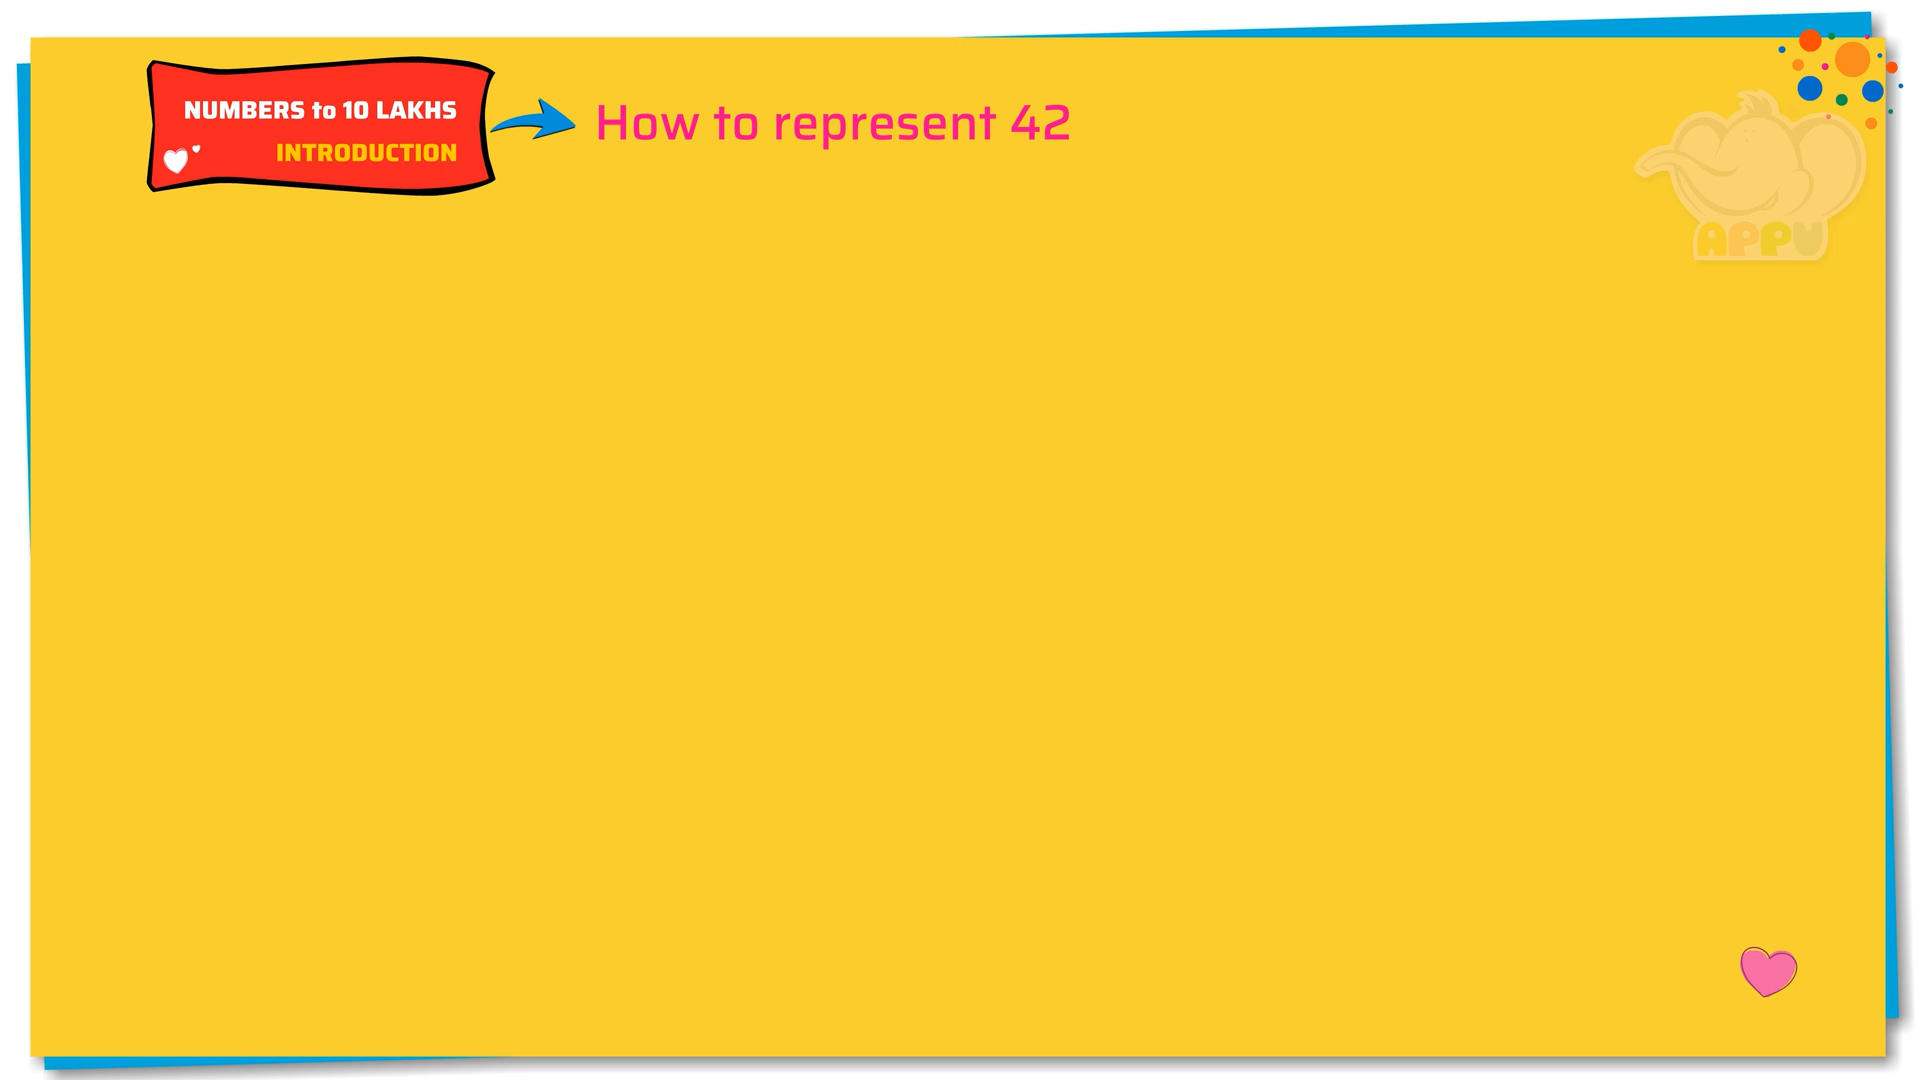 NUMBERS to 10 LAKHS
INTRODUCTION
How to represent 42
APPU